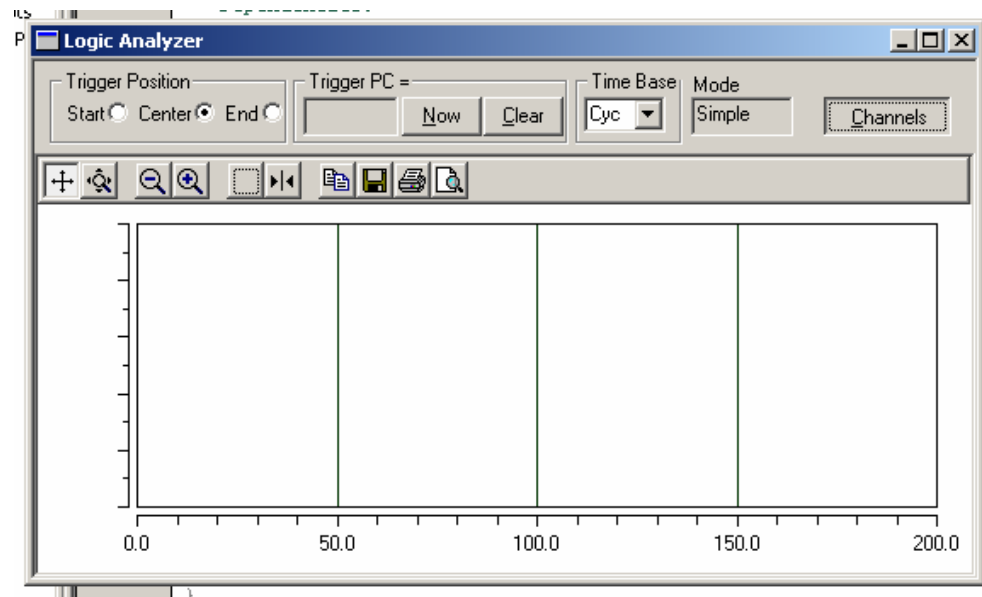 Logic Analyzer
Trigger Position Trigger PC = Time Base Mode
Start Center End Now Clear Cyc Simple Channels
0.0 50.0 100.0 150.0 200.0
}